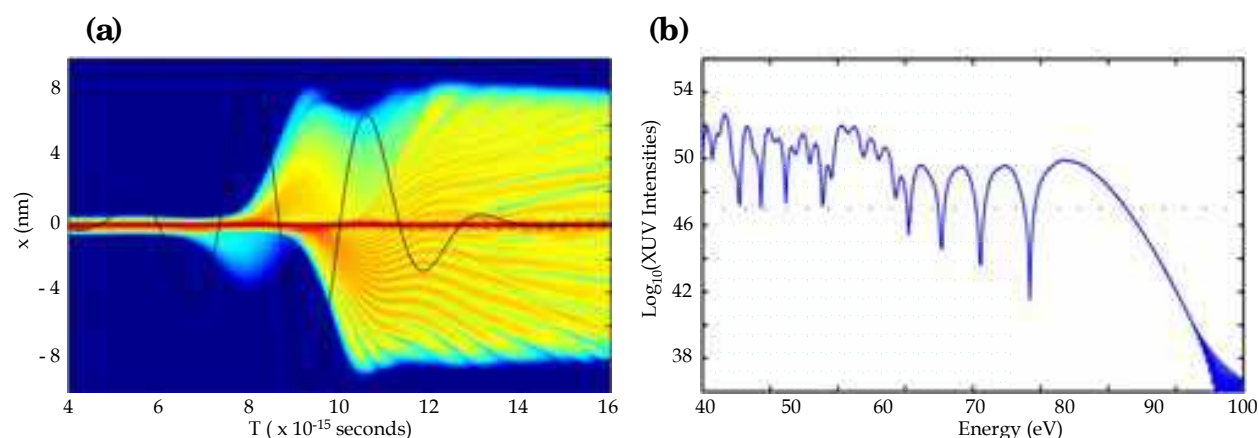 (a)
8
4
0
- 4
- 8
x (nm)
4 6 8 10 12 14 16
T ( x 10-15 seconds)
(b)
54
50
46
42
38
Log10(XUV Intensities)
40 50 60 70 80 90 100
Energy (eV)